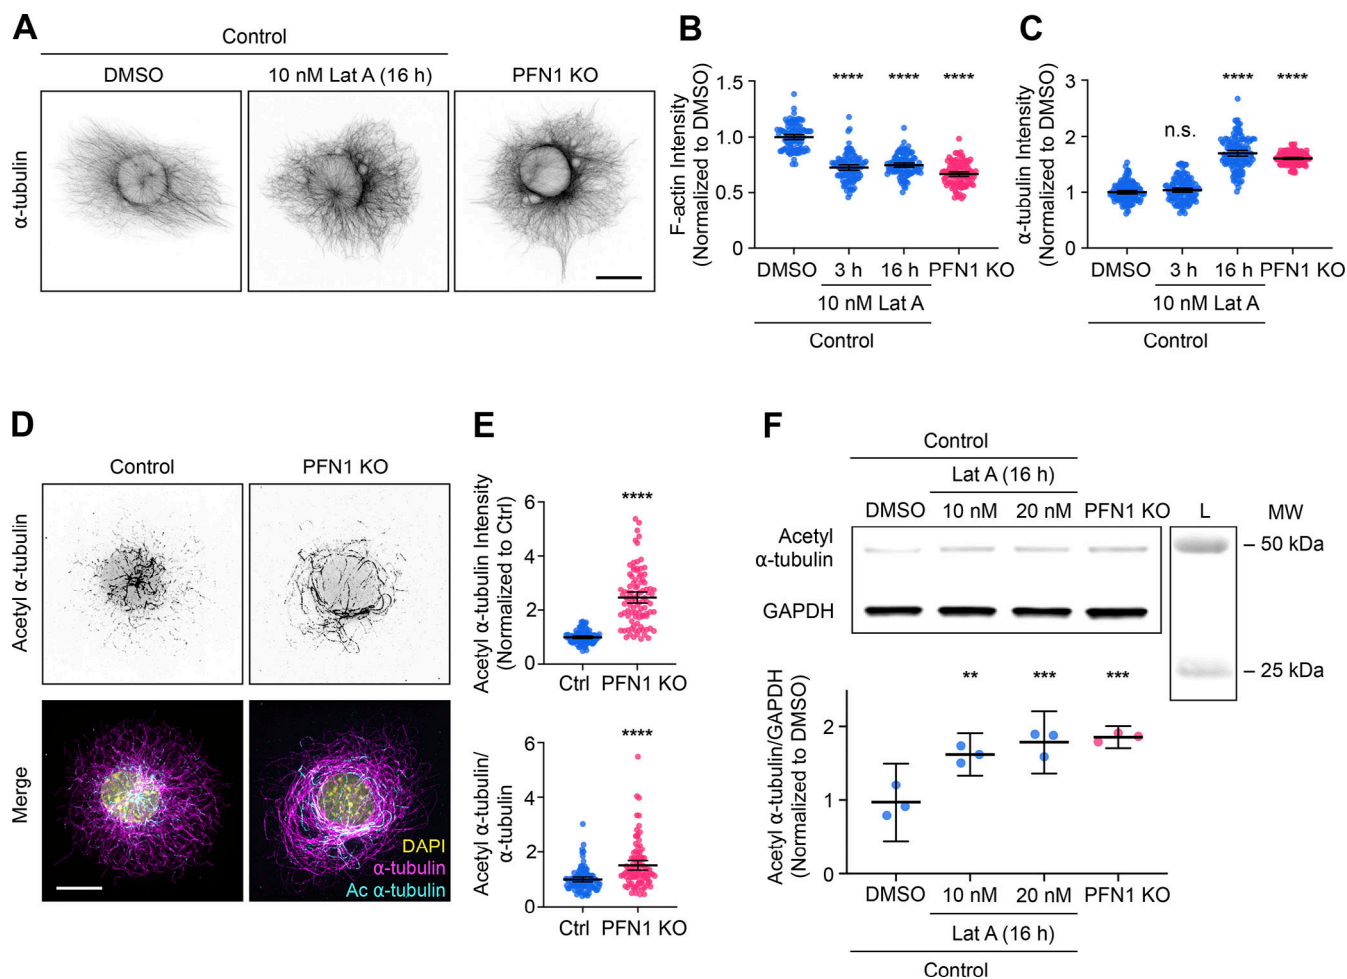 A
Control
DMSO
10 nM Lat A (16 h)
PFN1 KO
α-tubulin
B
F-actin Intensity
(Normalized to DMSO)
1.5
1.0
0.5
0
****
****
****
DMSO
3 h
16 h
PFN1 KO
10 nM Lat A
Control
C
α-tubulin Intensity
(Normalized to DMSO)
3
2
1
0
n.s.
****
****
DMSO
3 h
16 h
PFN1 KO
10 nM Lat A
Control
D
Control
PFN1 KO
Acetyl α-tubulin
Merge
DAPI
α-tubulin
Ac α-tubulin
E
Acetyl α-tubulin Intensity
(Normalized to Ctrl)
6
4
2
0
****
Ctrl
PFN1 KO
Acetyl α-tubulin/
α-tubulin
6
4
2
0
****
Ctrl
PFN1 KO
F
Control
Lat A (16 h)
DMSO
10 nM
20 nM
PFN1 KO
L
MW
Acetyl
α-tubulin
GAPDH
– 50 kDa
– 25 kDa
Acetyl α-tubulin/GAPDH
(Normalized to DMSO)
2
1
0
**
***
***
DMSO
10 nM
20 nM
PFN1 KO
Lat A (16 h)
Control